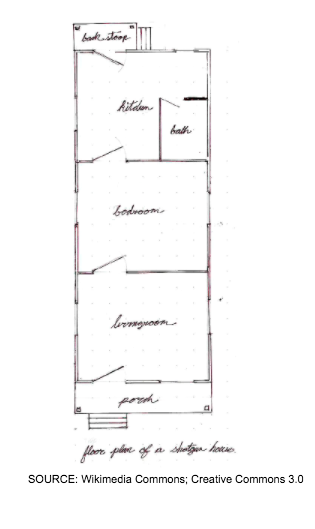 back stoop
kitchen
bath
bedroom
livingroom
porch
floor plan of a shotgun house.
SOURCE: Wikimedia Commons; Creative Commons 3.0